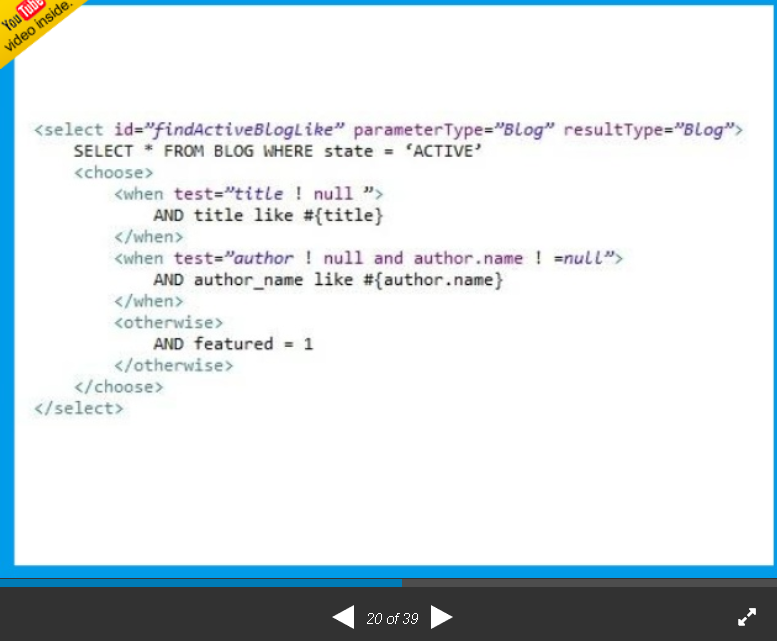 YouTube
video inside.
<select id=”findActiveBlogLike” parameterType=”Blog” resultType=”Blog”>
SELECT * FROM BLOG WHERE state = ‘ACTIVE’
<choose>
<when test=”title ! null ”>
AND title like #{title}
</when>
<when test=”author ! null and author.name ! =null”>
AND author_name like #{author.name}
</when>
<otherwise>
AND featured = 1
</otherwise>
</choose>
</select>
20 of 39